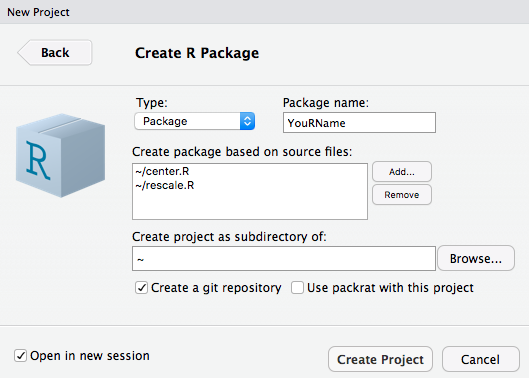 New Project
Back
Create R Package
R
Type:
Package name:
Package
YouRName
Create package based on source files:
~/center.R
~/rescale.R
Add...
Remove
Create project as subdirectory of:
~
Browse...
Create a git repository
Use packrat with this project
Open in new session
Create Project
Cancel